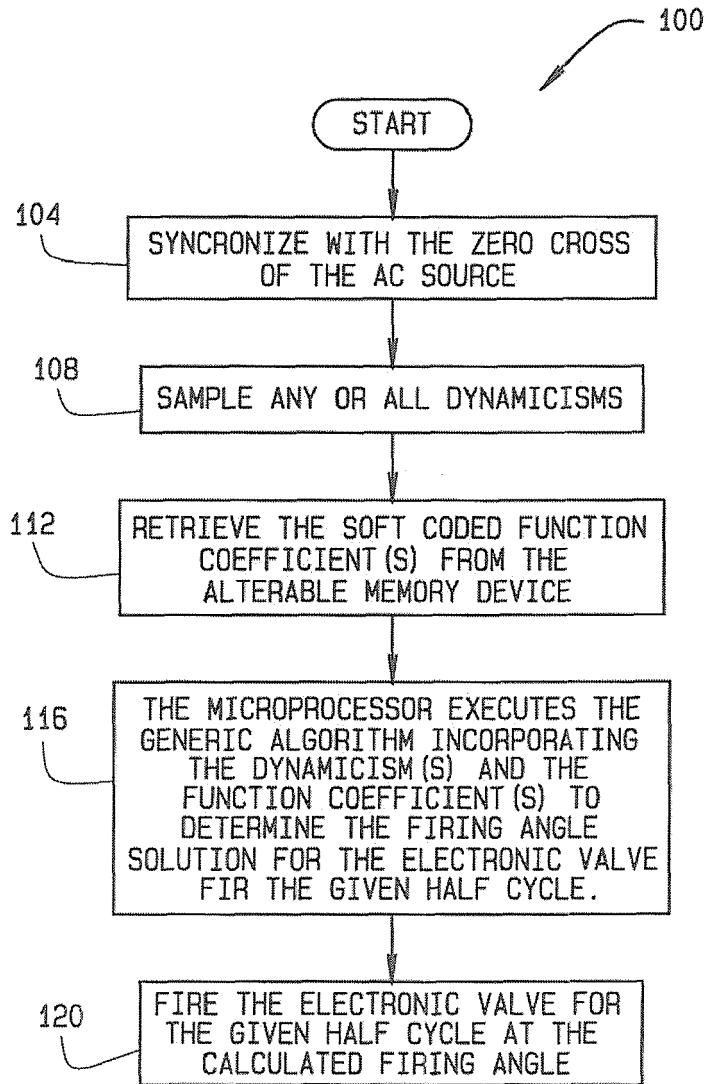 100
START
104
SYNCRONIZE WITH THE ZERO CROSS
OF THE AC SOURCE
108
SAMPLE ANY OR ALL DYNAMICISMS
112
RETRIEVE THE SOFT CODED FUNCTION
COEFFICIENT(S) FROM THE
ALTERABLE MEMORY DEVICE
116
THE MICROPROCESSOR EXECUTES THE
GENERIC ALGORITHM INCORPORATING
THE DYNAMICISM(S) AND THE
FUNCTION COEFFICIENT(S) TO
DETERMINE THE FIRING ANGLE
SOLUTION FOR THE ELECTRONIC VALVE
FIR THE GIVEN HALF CYCLE.
120
FIRE THE ELECTRONIC VALVE FOR
THE GIVEN HALF CYCLE AT THE
CALCULATED FIRING ANGLE